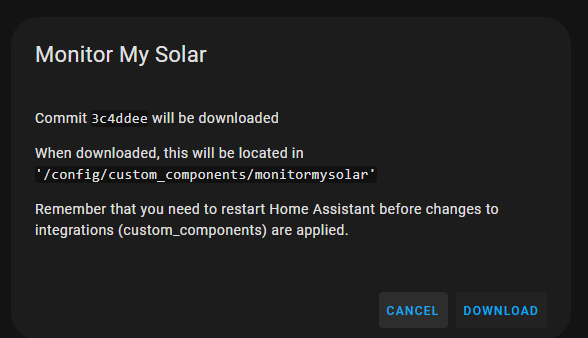 Monitor My Solar
Commit 3c4ddee will be downloaded
When downloaded, this will be located in
'/config/custom_components/monitormysolar'
Remember that you need to restart Home Assistant before changes to
integrations (custom_components) are applied.
CANCEL DOWNLOAD